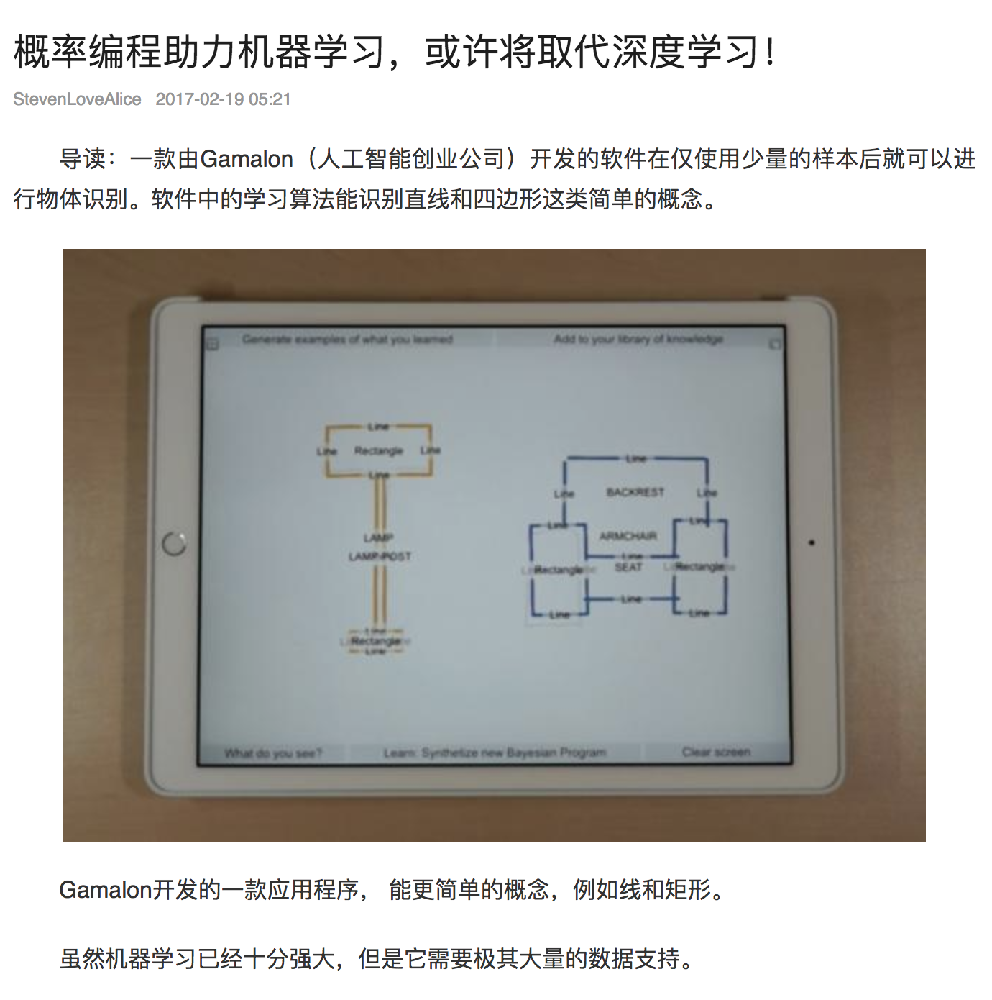 概率编程助力机器学习，或许将取代深度学习！
StevenLoveAlice 2017-02-19 05:21
导读：一款由Gamalon（人工智能创业公司）开发的软件在仅使用少量的样本后就可以进
行物体识别。软件中的学习算法能识别直线和四边形这类简单的概念。
Generate examples of what you learned
Add to your library of knowledge
Line
Line Rectangle Line
Line
LAMP
LAMP-POST
Line
Rectangle
Line
Line
Line BACKREST Line
Line Line
ARMCHAIR
Line
Rectangle SEAT Rectangle
Line
Line Line
What do you see?
Learn: Synthetize new Bayesian Program
Clear screen
Gamalon开发的一款应用程序， 能更简单的概念，例如线和矩形。
虽然机器学习已经十分强大，但是它需要极其大量的数据支持。